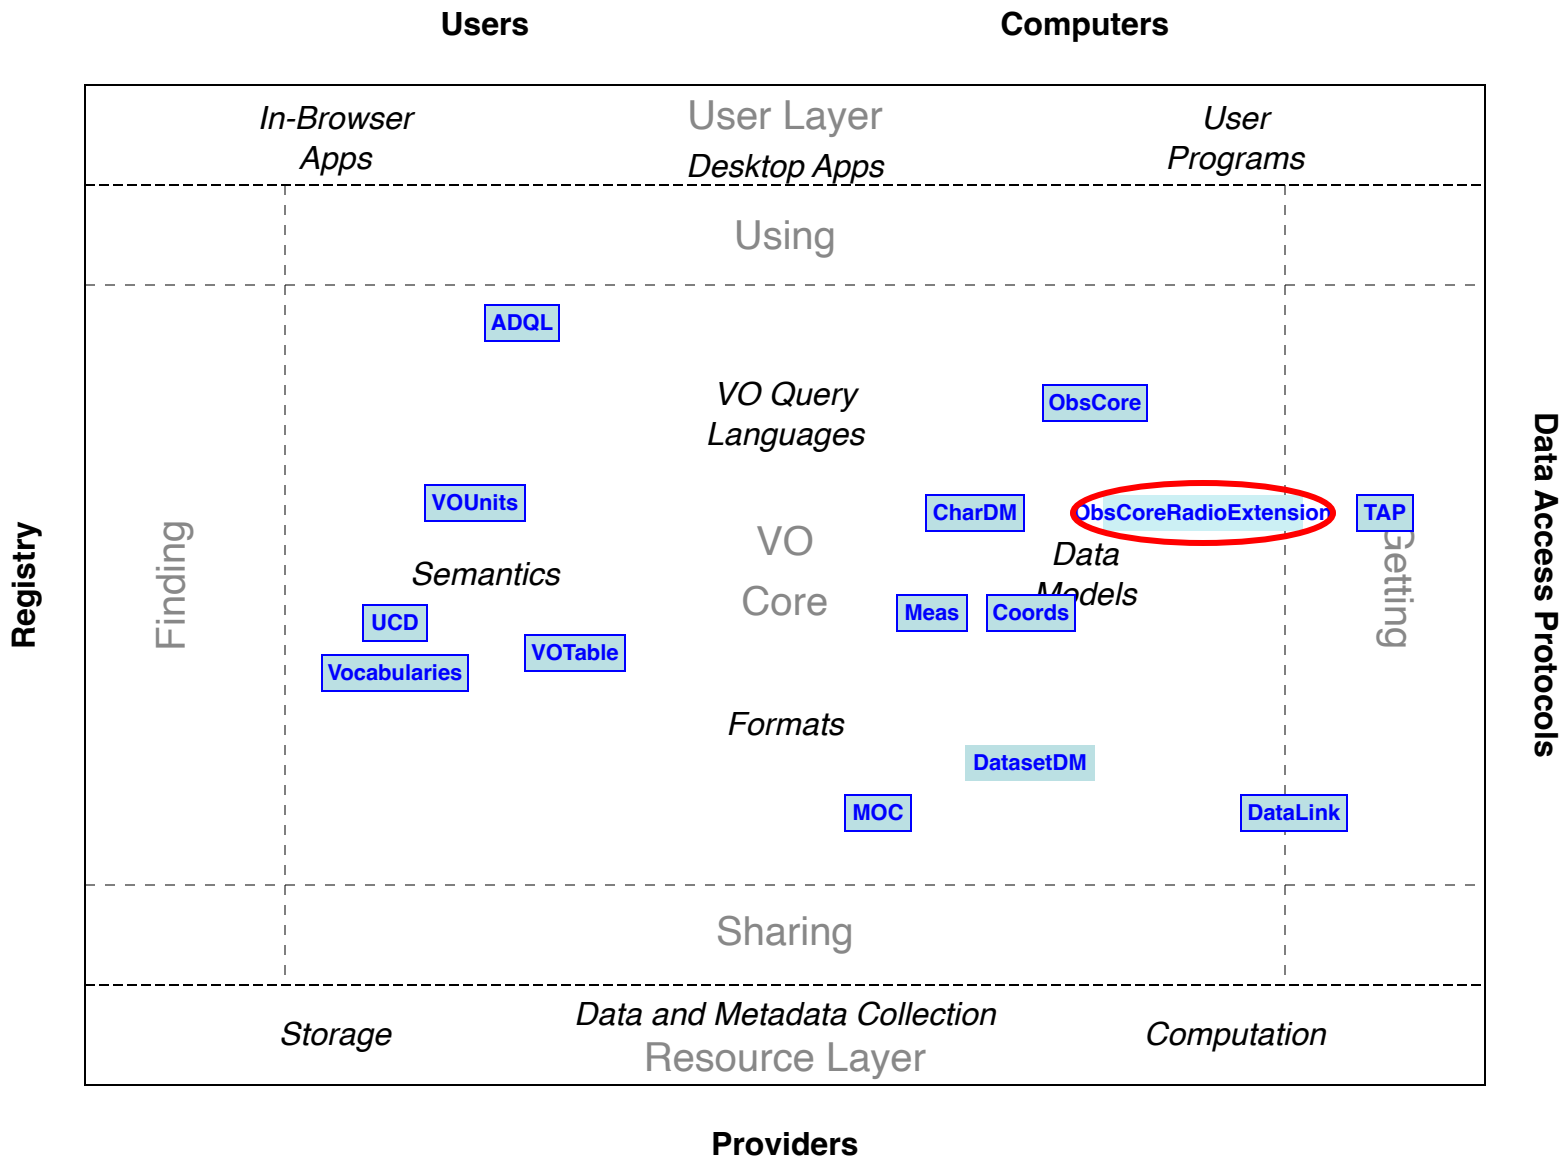 Users
Computers
In-Browser
Apps
User Layer
Desktop Apps
User
Programs
Using
ADQL
VO Query
Languages
ObsCore
VOUnits
CharDM
ObsCoreRadioExtension
TAP
Registry
Finding
Semantics
VO
Core
Data
Models
Getting
Data Access Protocols
UCD
Vocabularies
VOTable
Meas
Coords
Formats
DatasetDM
MOC
DataLink
Sharing
Storage
Data and Metadata Collection
Resource Layer
Computation
Providers